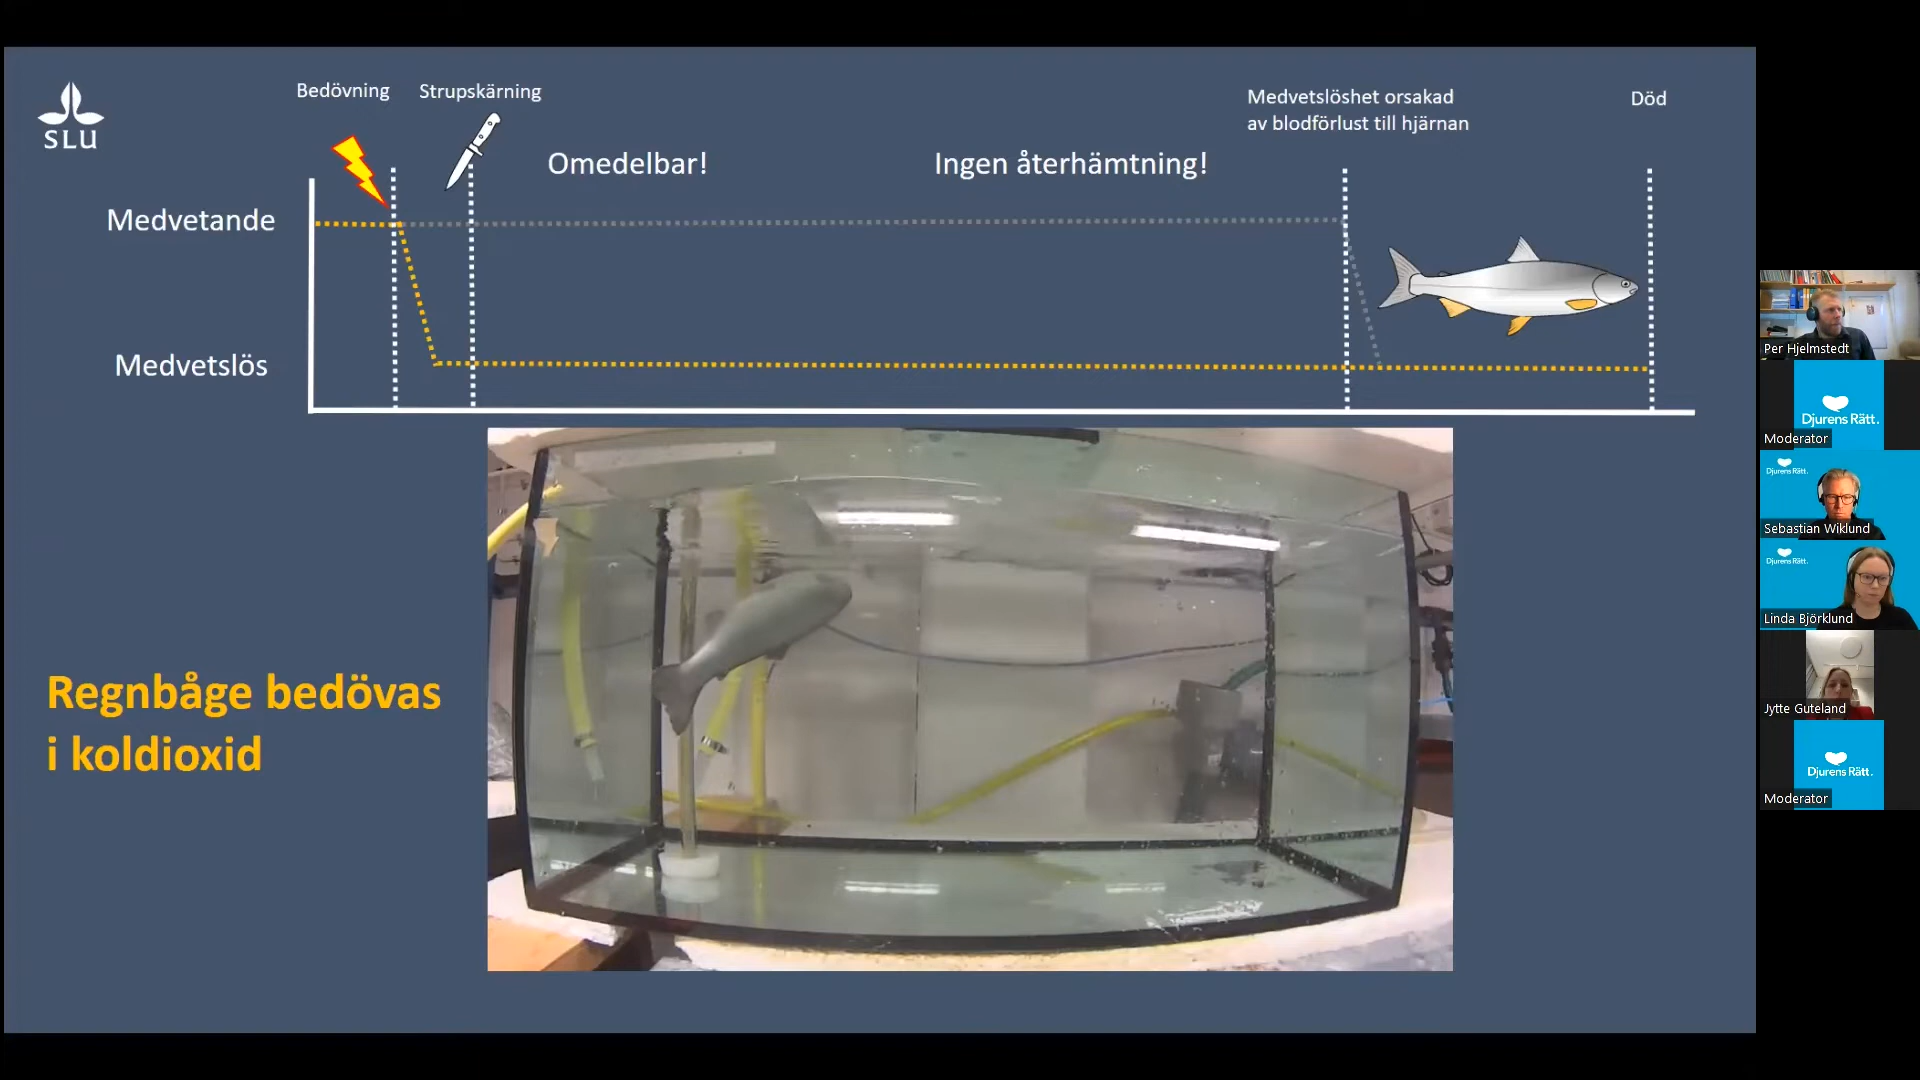 SLU
Bedövning
Strupskärning
Medvetslöshet orsakad
av blodförlust till hjärnan
Död
Omedelbar!
Ingen återhämtning!
Medvetande
Medvetslös
Regnbåge bedövas
i koldioxid
Per Hjelmstedt
Djurens Rätt.
Moderator
Djurens Rätt.
Sebastian Wiklund
Djurens Rätt.
Linda Björklund
Jytte Guteland
Djurens Rätt.
Moderator